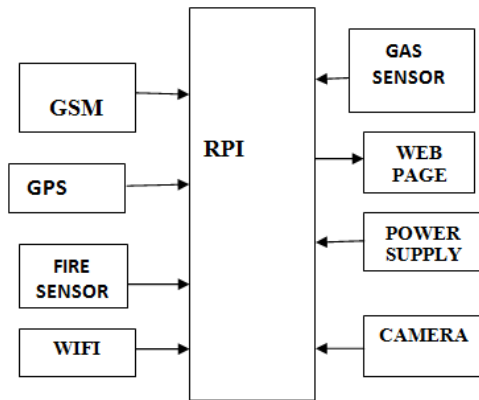 GSM
GPS
FIRE
SENSOR
WIFI
RPI
GAS
SENSOR
WEB
PAGE
POWER
SUPPLY
CAMERA